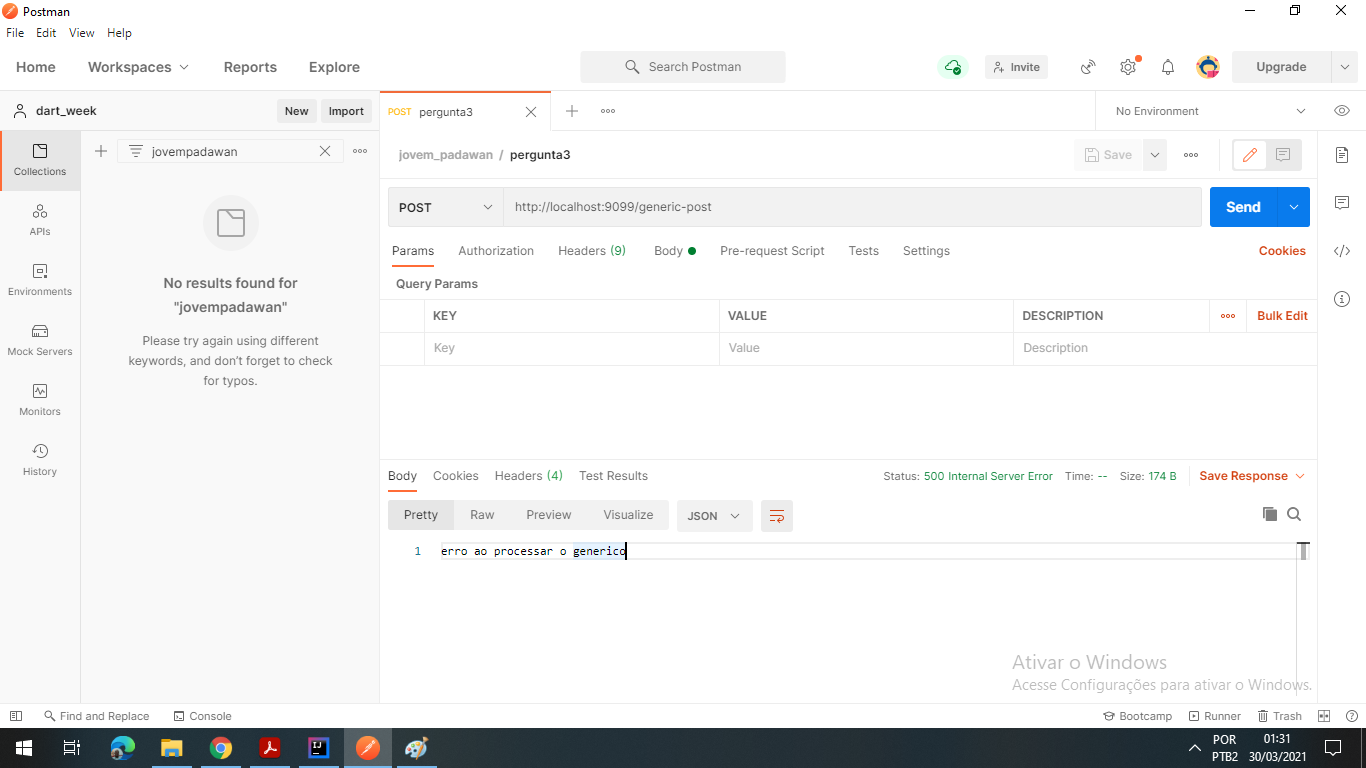 Postman
File Edit View Help
Home Workspaces Reports Explore Search Postman Invite Upgrade
dart_week New Import
POST pergunta3 No Environment
Collections
APIs
Environments
Mock Servers
Monitors
History
jovempadawan
No results found for
"jovempadawan"
Please try again using different
keywords, and don't forget to check
for typos.
jovem_padawan / pergunta3 Save
POST http://localhost:9099/generic-post Send
Params Authorization Headers (9) Body Pre-request Script Tests Settings Cookies
Query Params
KEY VALUE DESCRIPTION Bulk Edit
Key Value Description
Body Cookies Headers (4) Test Results Status: 500 Internal Server Error Time: -- Size: 174 B Save Response
Pretty Raw Preview Visualize JSON
1 erro ao processar o generico
Ativar o Windows
Acesse Configurações para ativar o Windows.
Find and Replace Console Bootcamp Runner Trash
POR 01:31
PTB2 30/03/2021